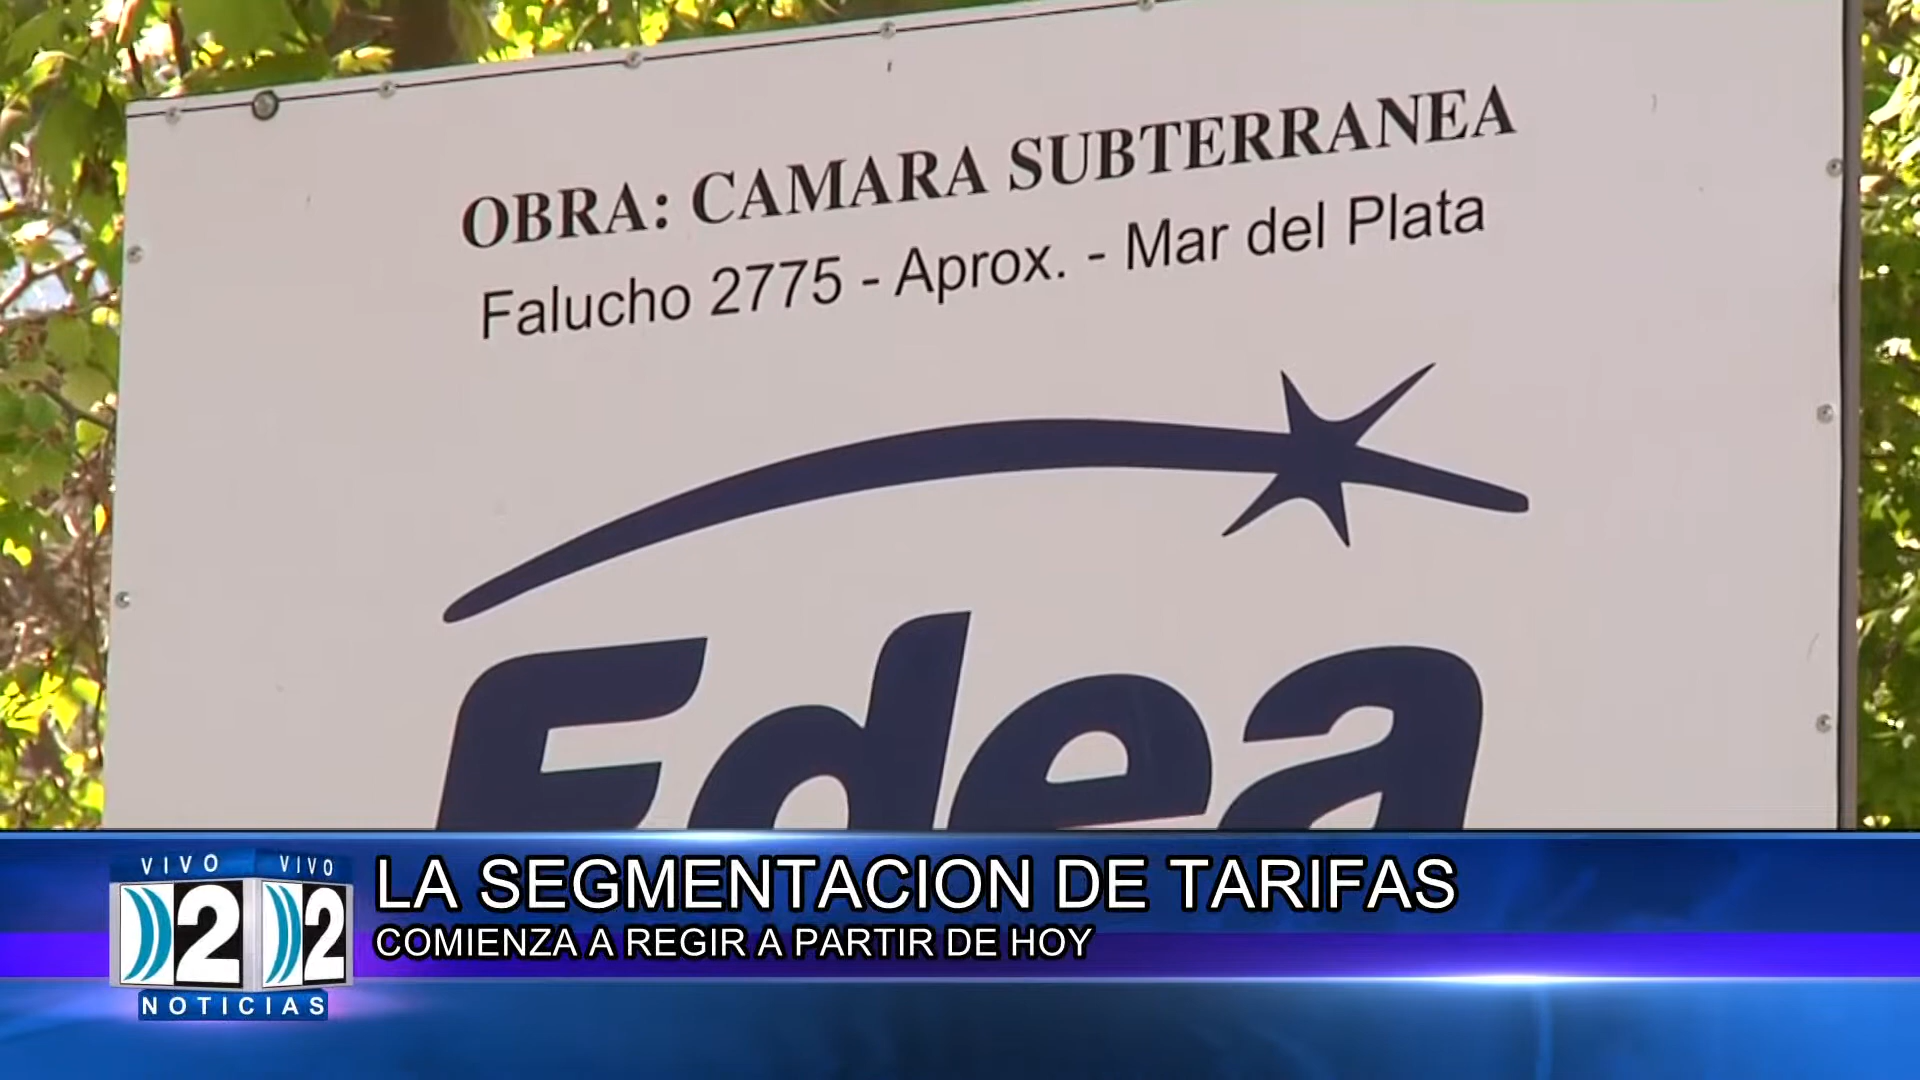 OBRA: CAMARA SUBTERRANEA
Falucho 2775 - Aprox. - Mar del Plata
Edea
VIVO VIVO
2 2
NOTICIAS
LA SEGMENTACION DE TARIFAS
COMIENZA A REGIR A PARTIR DE HOY